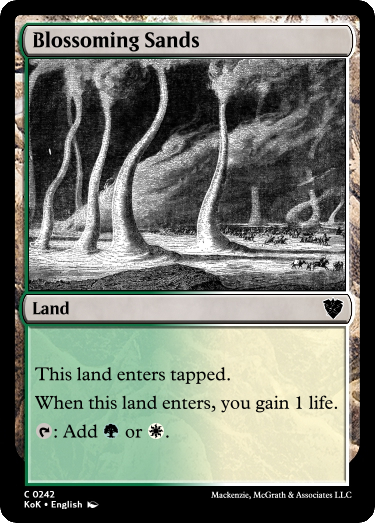 Blossoming Sands
Land
This land enters tapped.
When this land enters, you gain 1 life.
: Add or .
C 0242
KoK • English
Mackenzie, McGrath & Associates LLC